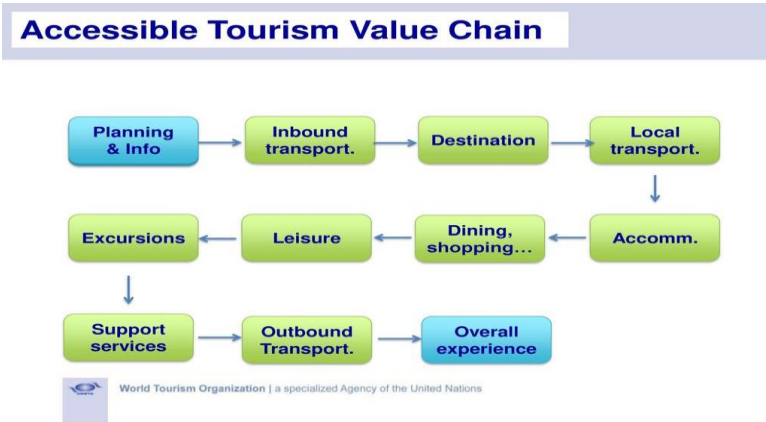 Accessible Tourism Value Chain
Planning
& Info
Inbound
transport.
Destination
Local
transport.
Accomm.
Dining,
shopping...
Leisure
Excursions
Support
services
Outbound
Transport.
Overall
experience
World Tourism Organization | a specialized Agency of the United Nations